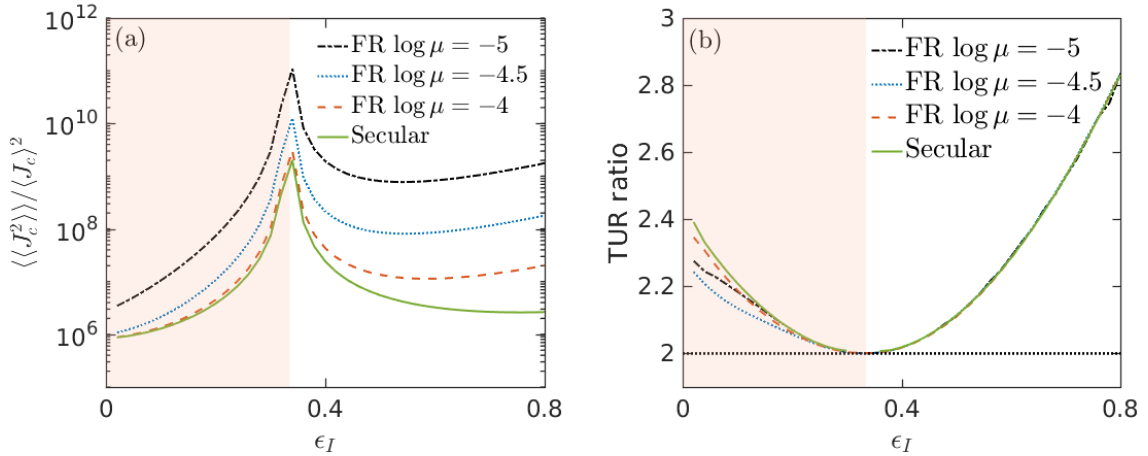 (a)
10^12
10^10
10^8
10^6
⟨⟨J_c^2⟩⟩/⟨J_c⟩^2
FR log μ = −5
FR log μ = −4.5
FR log μ = −4
Secular
0
0.4
0.8
ϵ_I
(b)
3
2.8
2.6
2.4
2.2
2
TUR ratio
FR log μ = −5
FR log μ = −4.5
FR log μ = −4
Secular
0
0.4
0.8
ϵ_I